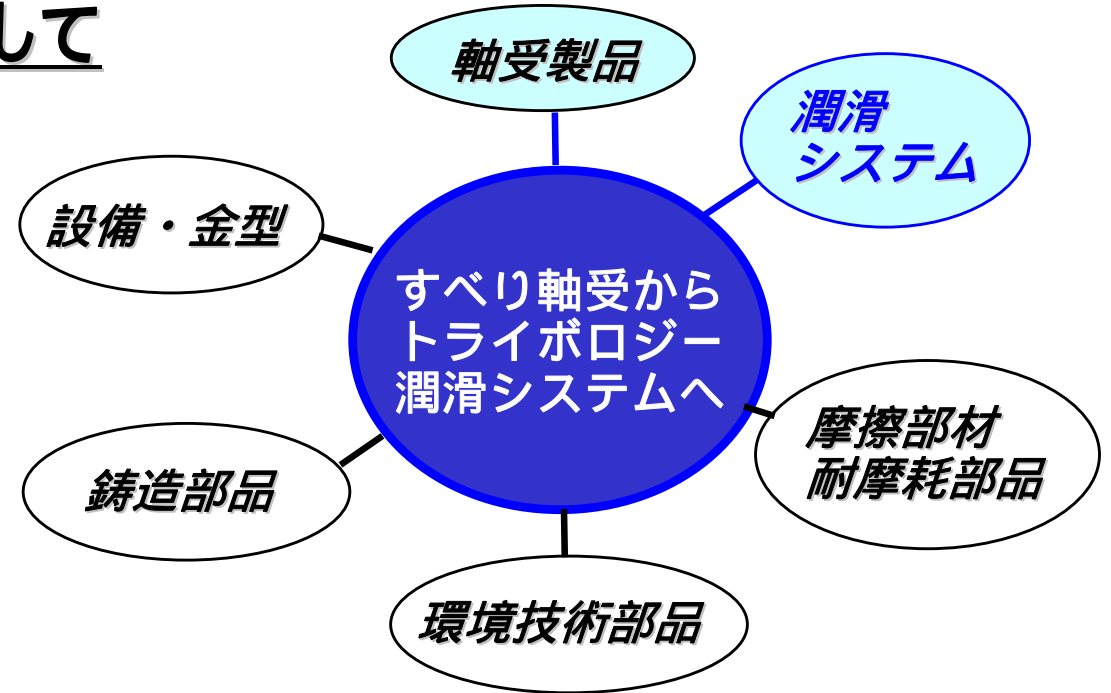 して
軸受製品
潤滑
システム
設備・金型
すべり軸受から
トライボロジー
潤滑システムへ
摩擦部材
耐摩耗部品
鋳造部品
環境技術部品